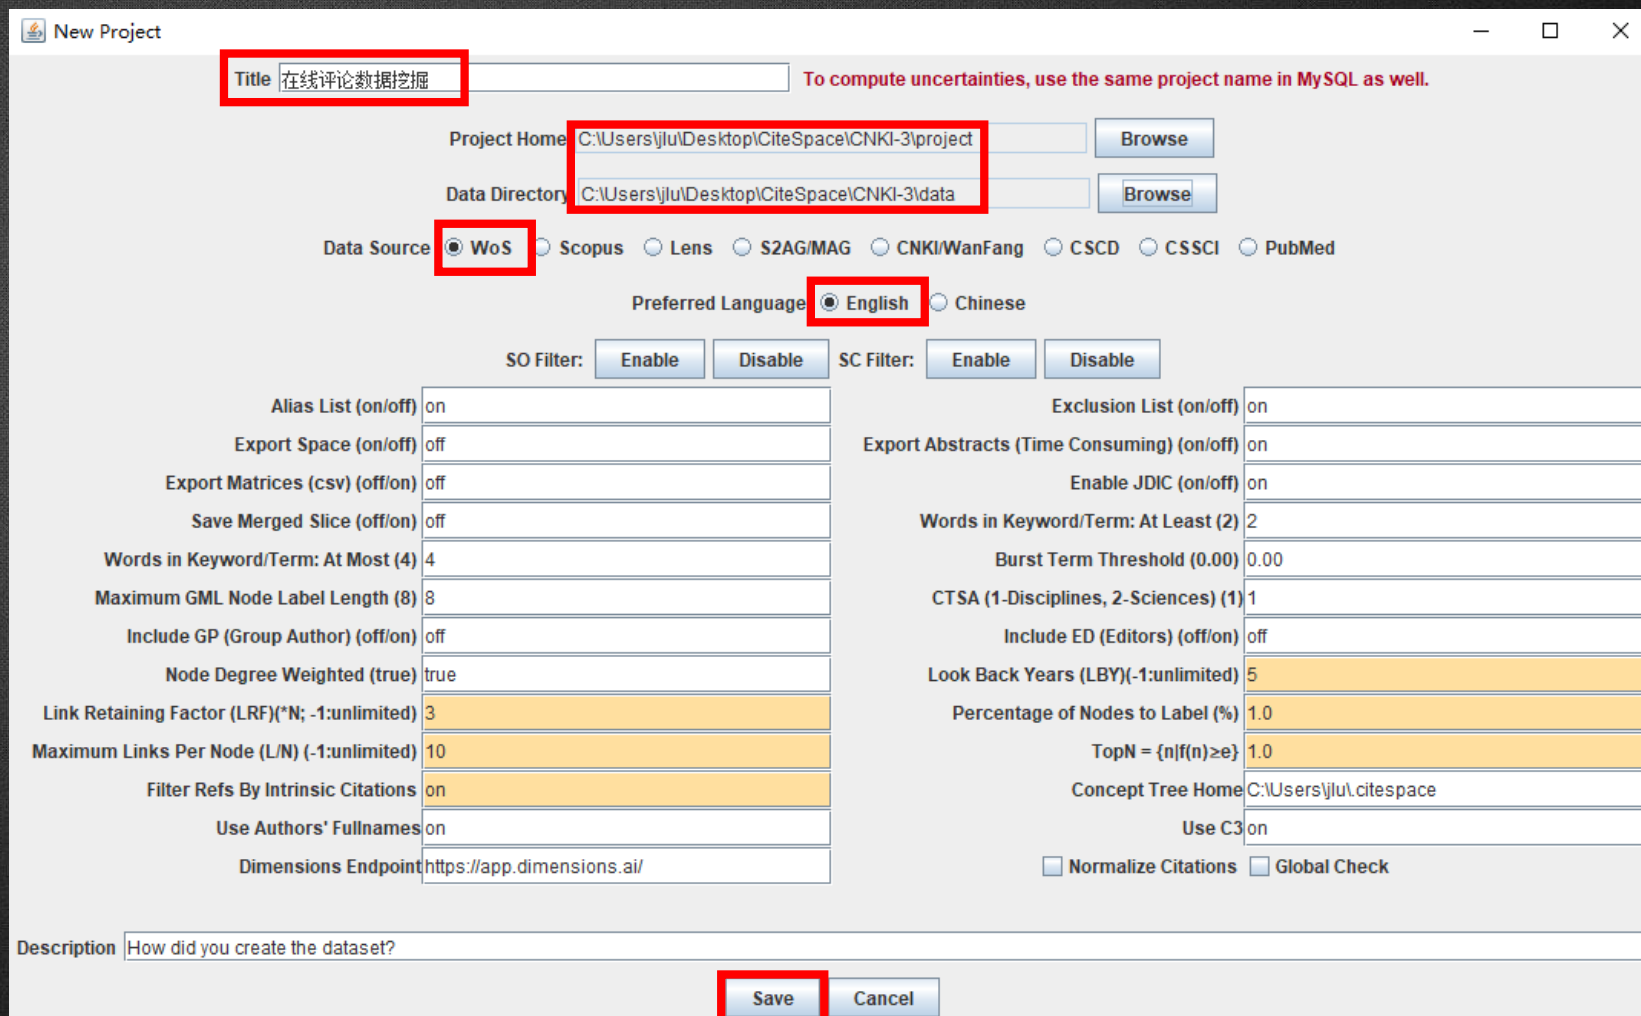 New Project
Title 在线评论数据挖掘 To compute uncertainties, use the same project name in MySQL as well.
Project Home C:\Users\jlu\Desktop\CiteSpace\CNKI-3\project Browse
Data Directory C:\Users\jlu\Desktop\CiteSpace\CNKI-3\data Browse
Data Source WoS Scopus Lens S2AG/MAG CNKI/WanFang CSCD CSSCI PubMed
Preferred Language English Chinese
SO Filter: Enable Disable SC Filter: Enable Disable
Alias List (on/off) on Exclusion List (on/off) on
Export Space (on/off) off Export Abstracts (Time Consuming) (on/off) on
Export Matrices (csv) (off/on) off Enable JDIC (on/off) on
Save Merged Slice (off/on) off Words in Keyword/Term: At Least (2) 2
Words in Keyword/Term: At Most (4) 4 Burst Term Threshold (0.00) 0.00
Maximum GML Node Label Length (8) 8 CTSA (1-Disciplines, 2-Sciences) (1) 1
Include GP (Group Author) (off/on) off Include ED (Editors) (off/on) off
Node Degree Weighted (true) true Look Back Years (LBY)(-1:unlimited) 5
Link Retaining Factor (LRF)(*N; -1:unlimited) 3 Percentage of Nodes to Label (%) 1.0
Maximum Links Per Node (L/N) (-1:unlimited) 10 TopN = {n|f(n)≥e} 1.0
Filter Refs By Intrinsic Citations on Concept Tree Home C:\Users\jlu\.citespace
Use Authors' Fullnames on Use C3 on
Dimensions Endpoint https://app.dimensions.ai/ Normalize Citations Global Check
Description How did you create the dataset?
Save Cancel